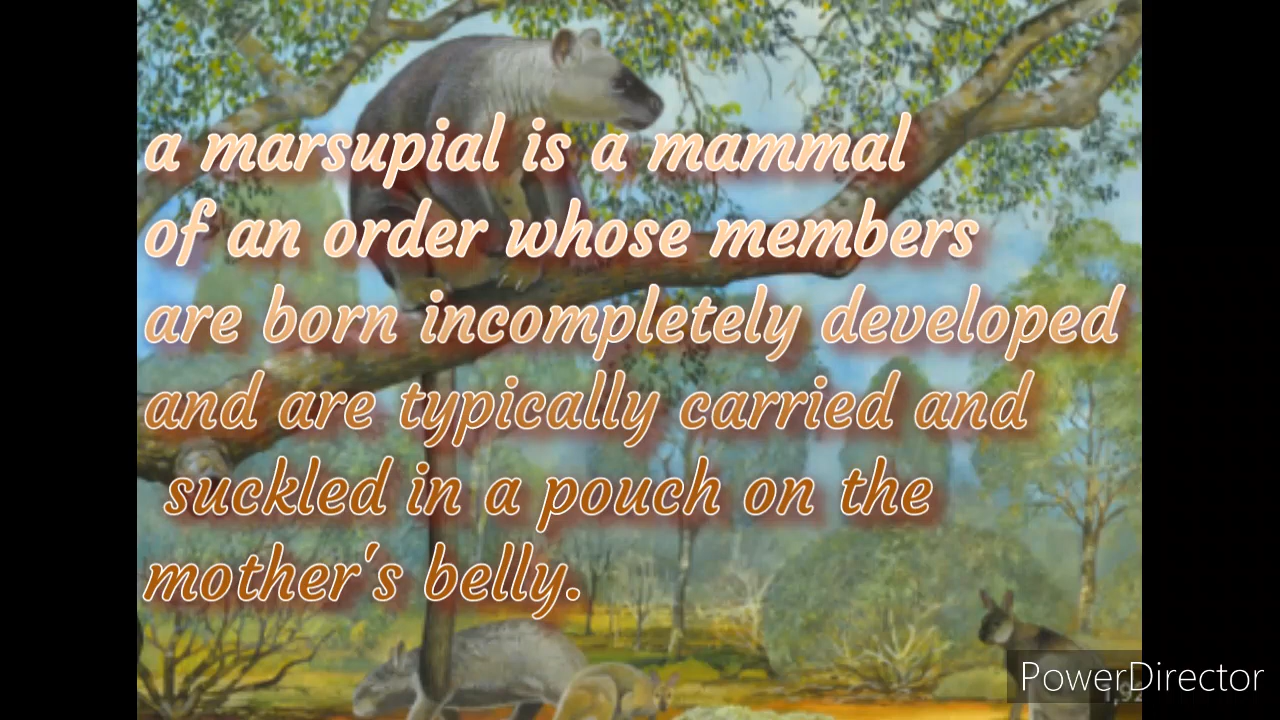 a marsupial is a mammal
of an order whose members
are born incompletely developed
and are typically carried and
suckled in a pouch on the
mother's belly.
PowerDirector